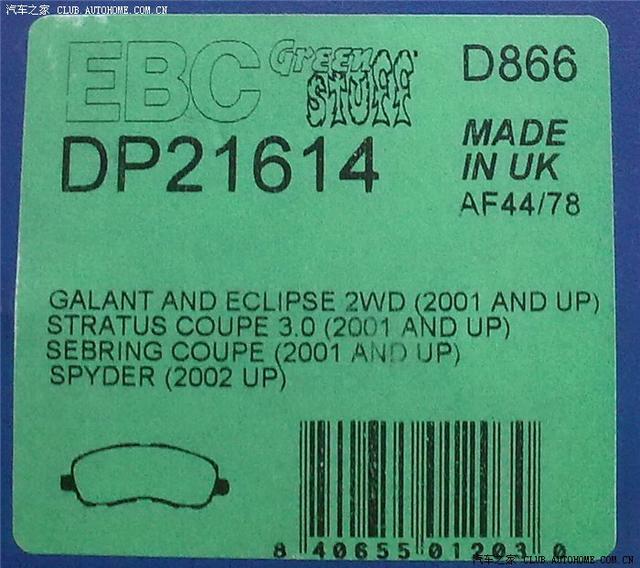 汽车之家 CLUB.AUTOHOME.COM.CN
EBC Green STUFF D866
DP21614
MADE
IN UK
AF44/78
GALANT AND ECLIPSE 2WD (2001 AND UP)
STRATUS COUPE 3.0 (2001 AND UP)
SEBRING COUPE (2001 AND UP)
SPYDER (2002 UP)
8 40655 01203 0
汽车之家 CLUB.AUTOHOME.COM.CN